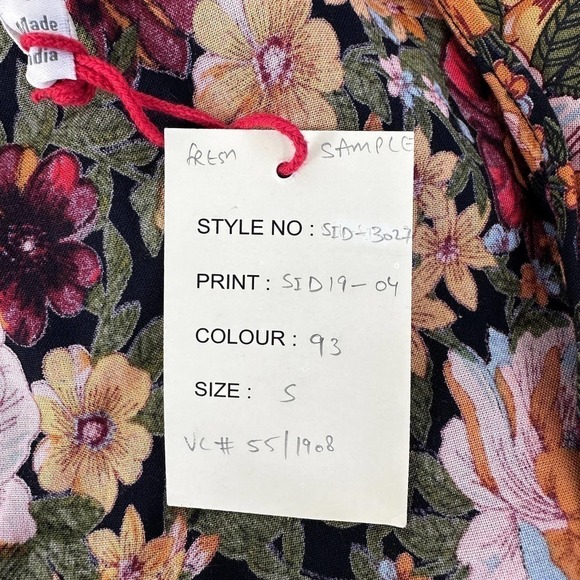 Made
India
fresh SAMPLE
STYLE NO : SID-13027
PRINT : SID19-04
COLOUR : 93
SIZE : S
VC# 55/1908